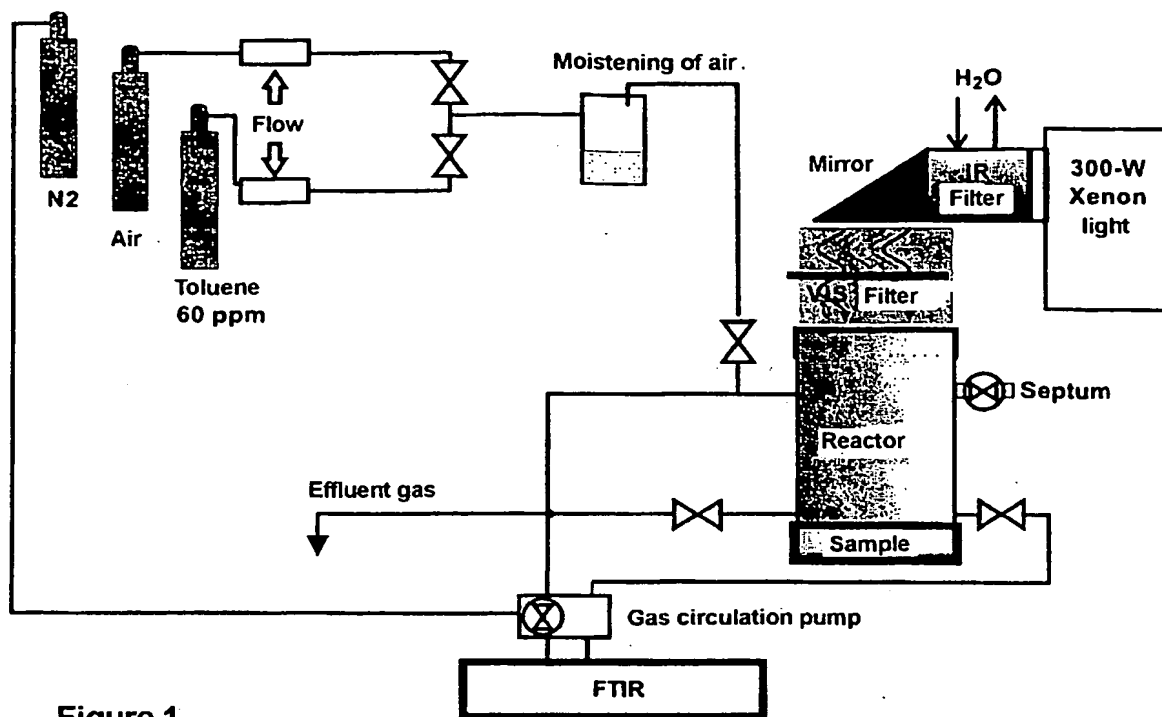 N2
Air
Toluene
60 ppm
Flow
Moistening of air
H₂O
Mirror
IR
Filter
300-W
Xenon
light
VIS Filter
Septum
Reactor
Effluent gas
Sample
Gas circulation pump
FTIR
Figure 1